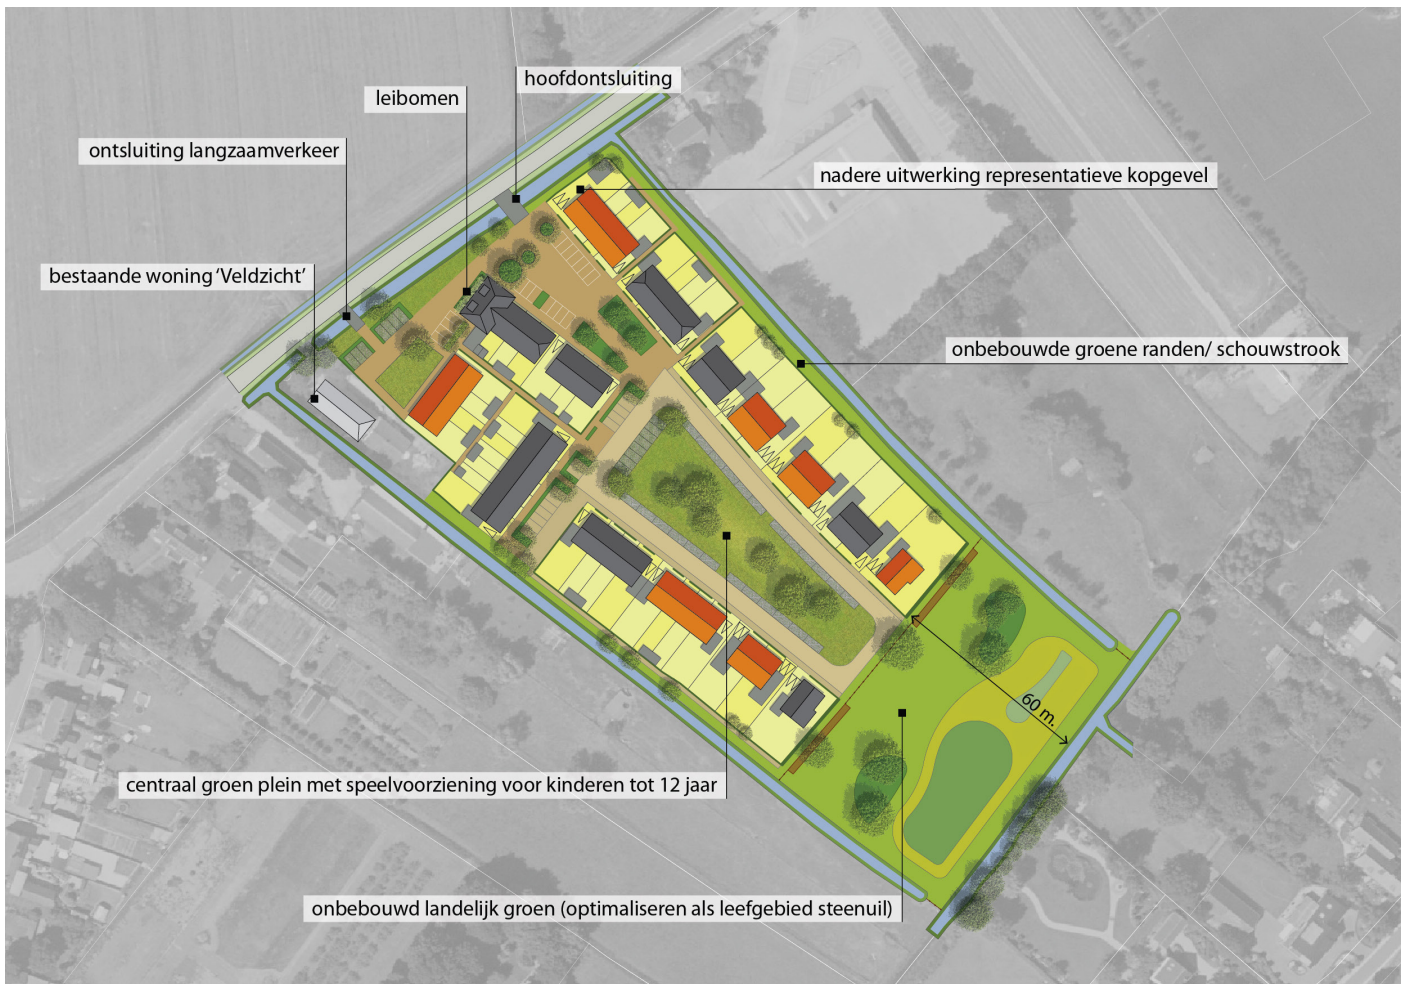 hoofdontsluiting
leibomen
ontsluiting langzaamverkeer
nadere uitwerking representatieve kopgevel
bestaande woning ‘Veldzicht’
onbebouwde groene randen/ schouwstrook
60 m.
centraal groen plein met speelvoorziening voor kinderen tot 12 jaar
onbebouwd landelijk groen (optimaliseren als leefgebied steenuil)